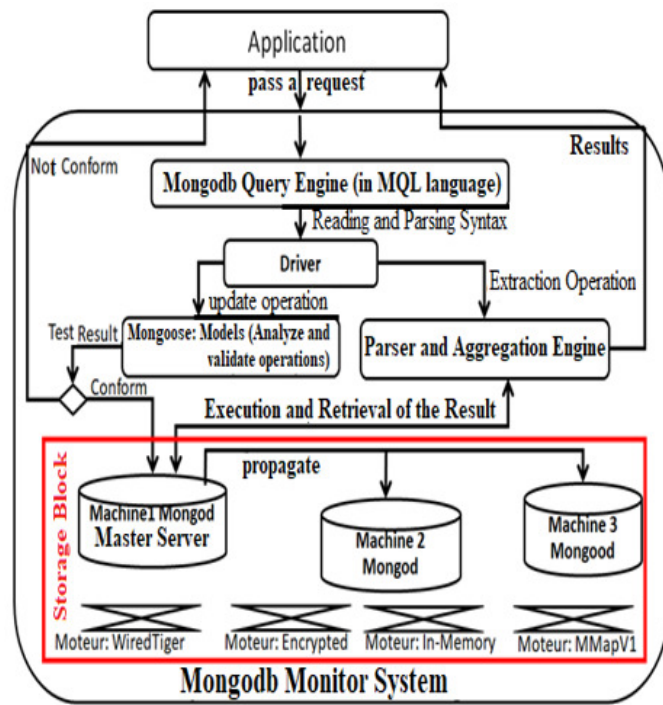 Application
pass a request
Not Conform
Results
Mongodb Query Engine (in MQL language)
Reading and Parsing Syntax
Driver
Extraction Operation
update operation
Test Result
Mongoose: Models (Analyze and
validate operations)
Parser and Aggregation Engine
Conform
Execution and Retrieval of the Result
Storage Block
propagate
Machine1 Mongod
Master Server
Machine 2
Mongod
Machine 3
Mongood
Moteur: WiredTiger
Moteur: Encrypted
Moteur: In-Memory
Moteur: MMapV1
Mongodb Monitor System